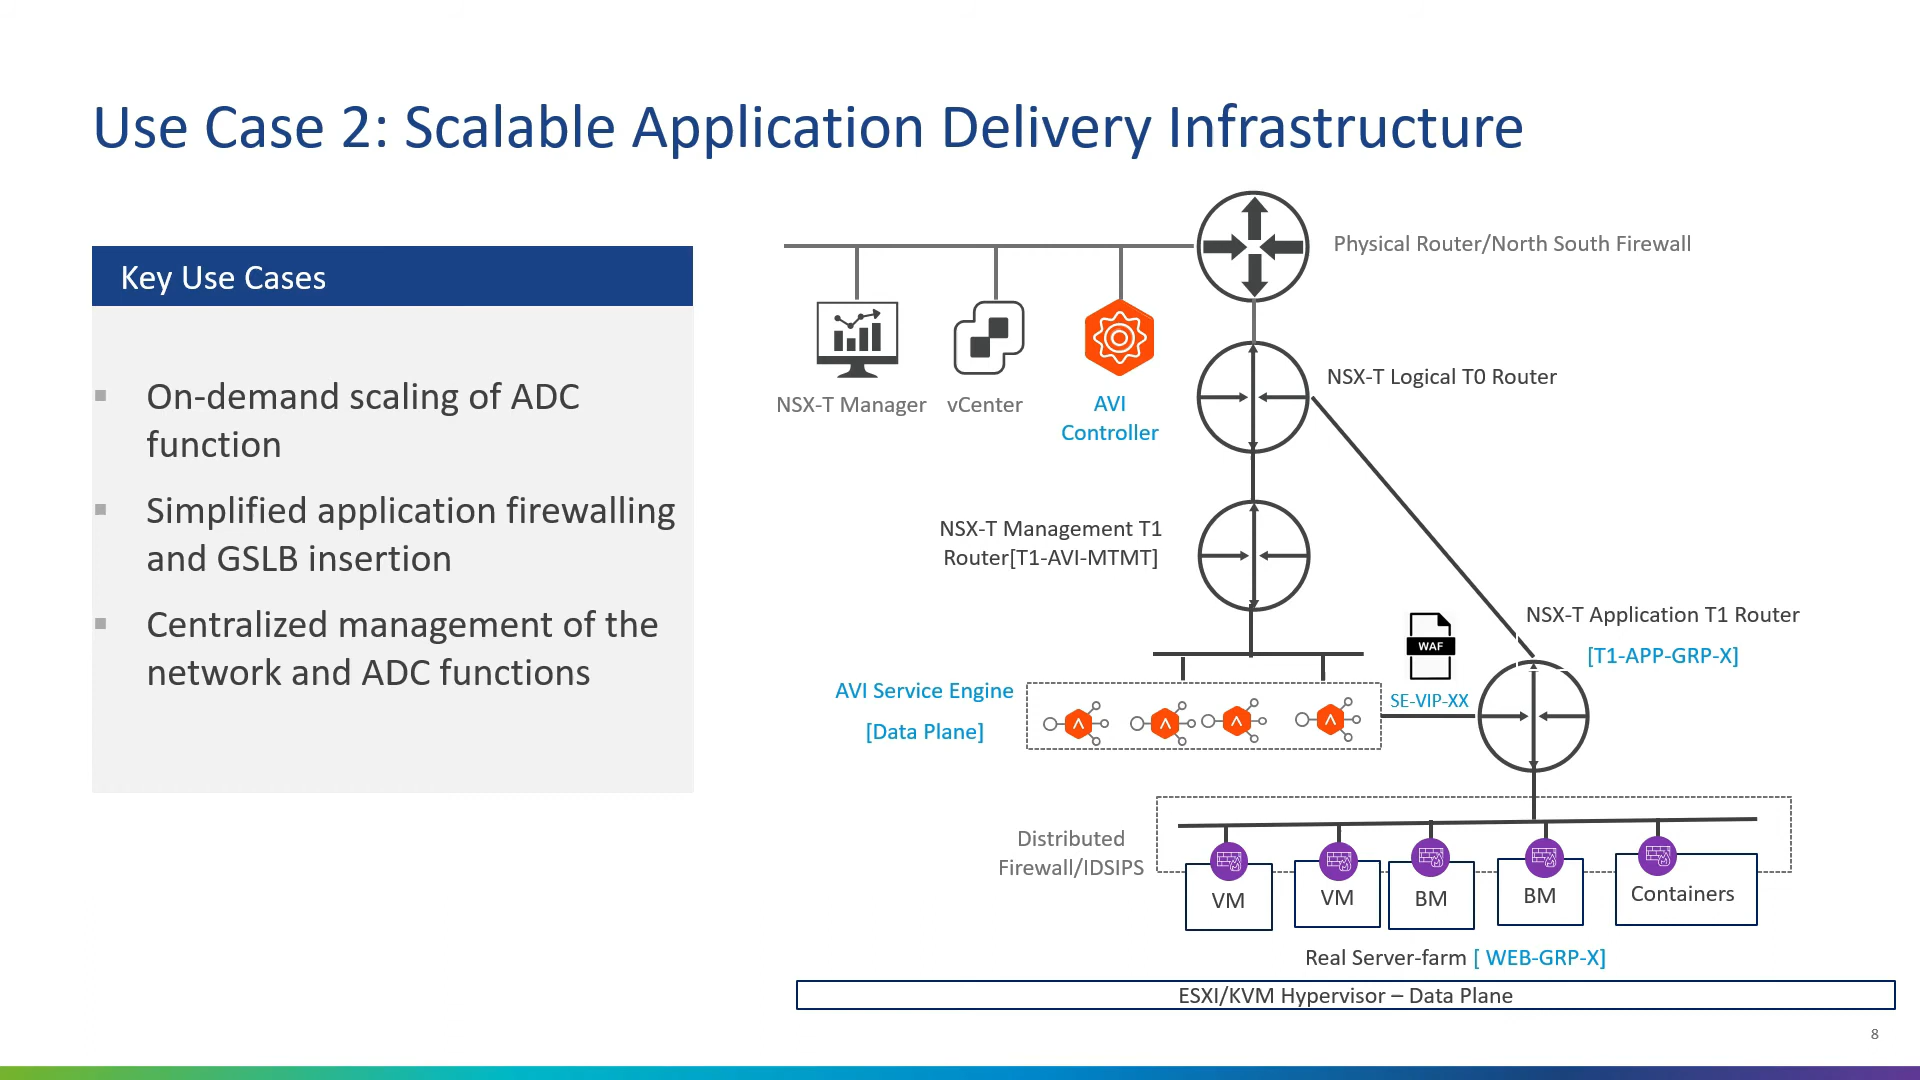 Use Case 2: Scalable Application Delivery Infrastructure
Key Use Cases
On-demand scaling of ADC
function
Simplified application firewalling
and GSLB insertion
Centralized management of the
network and ADC functions
Physical Router/North South Firewall
NSX-T Manager
vCenter
AVI
Controller
NSX-T Logical T0 Router
NSX-T Management T1
Router[T1-AVI-MTMT]
NSX-T Application T1 Router
[T1-APP-GRP-X]
WAF
SE-VIP-XX
AVI Service Engine
[Data Plane]
Distributed
Firewall/IDSIPS
VM
VM
BM
BM
Containers
Real Server-farm [ WEB-GRP-X]
ESXI/KVM Hypervisor – Data Plane
8